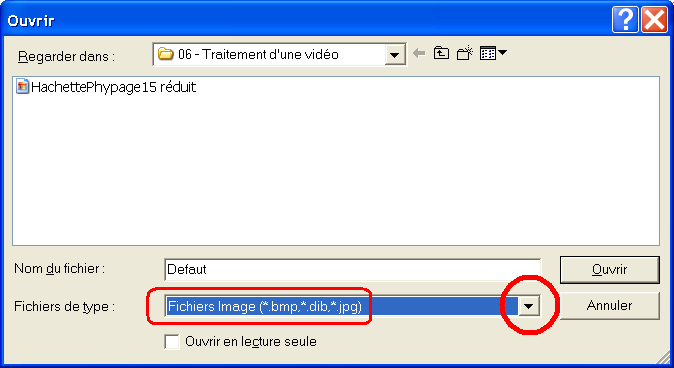 Ouvrir
Regarder dans : 06 - Traitement d'une vidéo
HachettePhypage15 réduit
Nom du fichier : Defaut Ouvrir
Fichiers de type : Fichiers Image (*.bmp,*.dib,*.jpg) Annuler
Ouvrir en lecture seule